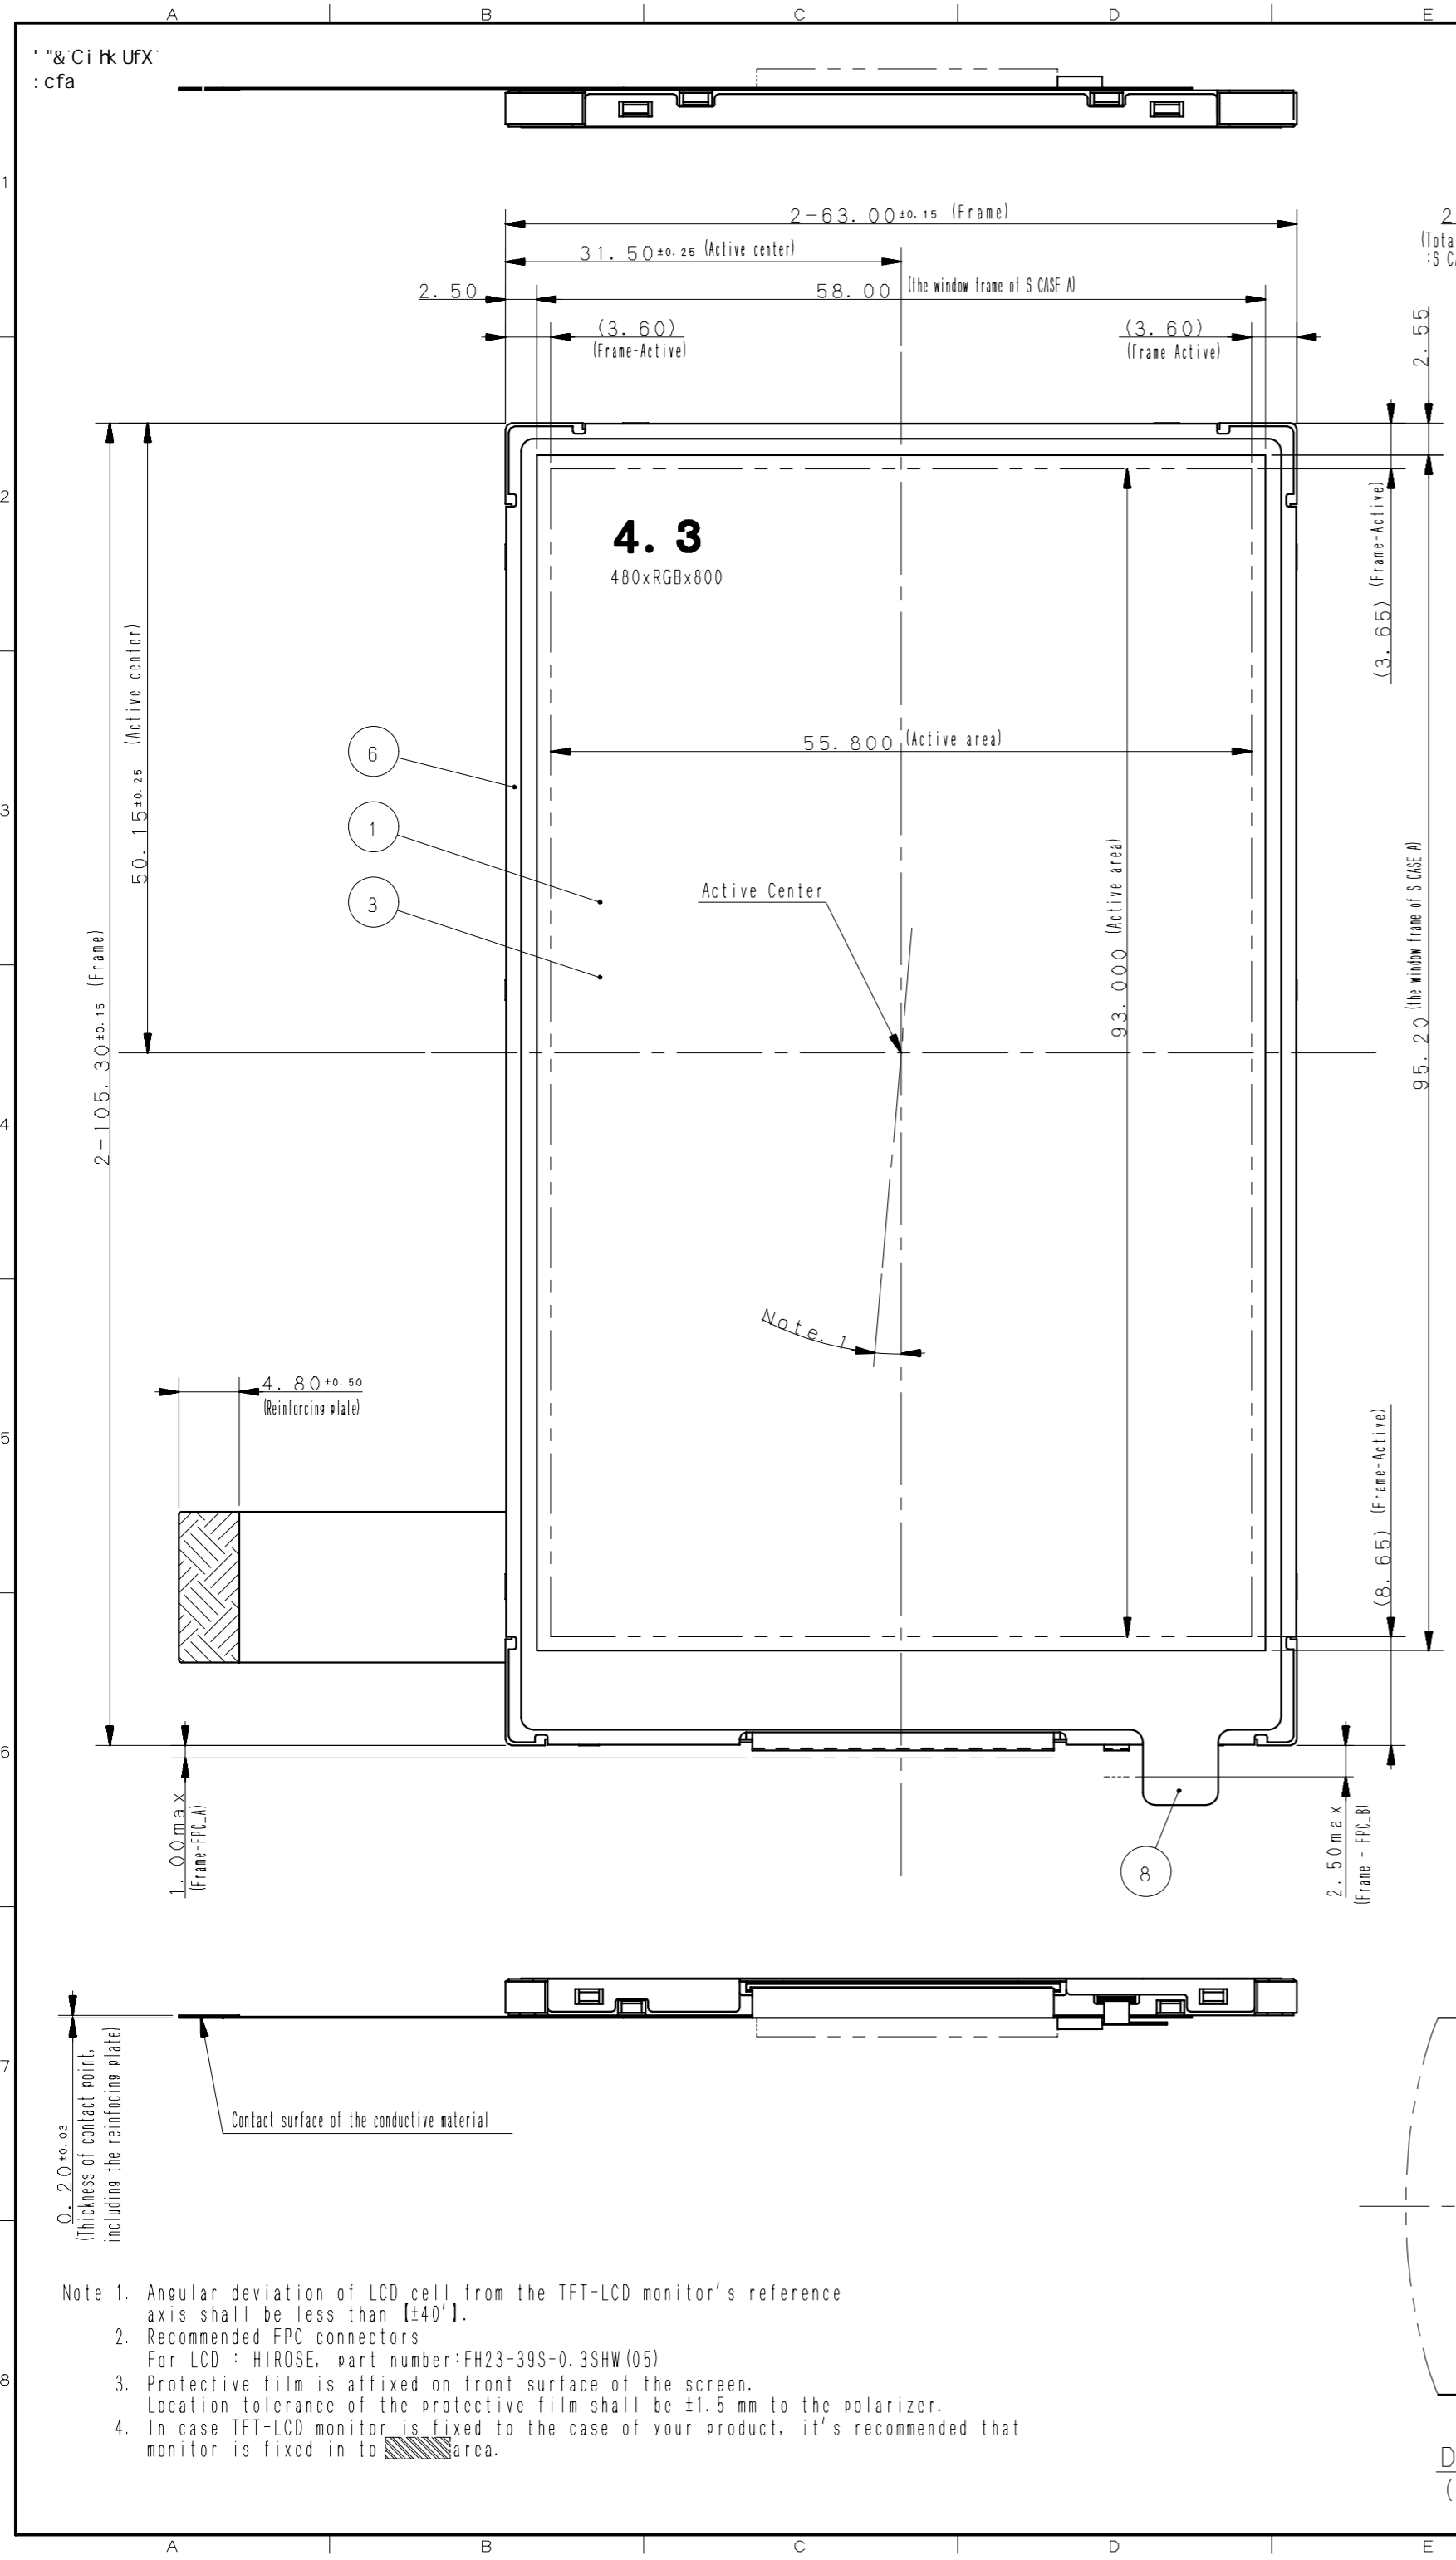 A B C D E
' "& Ci hk UfX
: cfa
1
2-63.00±0.15 (Frame)
2
(Tota
:S C
31.50±0.25 (Active center)
2.50
58.00 (the window frame of S CASE A)
(3.60)
(Frame-Active)
(3.60)
(Frame-Active)
2.55
2
4.3
480xRGBx800
(3.65) (Frame-Active)
50.15±0.25 (Active center)
55.800 (Active area)
6
3
1
3
Active Center
93.000 (Active area)
95.20 (the window frame of S CASE A)
2-105.30±0.15 (Frame)
4
Note.1
4.80±0.50
(Reinforcing plate)
5
(8.65) (Frame-Active)
6
1.00max
(Frame-FPC_A)
8
2.50max
(Frame - FPC_B)
7
0.20±0.03
(Thickness of contact point,
including the reinfocing plate)
Contact surface of the conductive material
Note 1. Angular deviation of LCD cell from the TFT-LCD monitor's reference
axis shall be less than [±40'].
2. Recommended FPC connectors
For LCD : HIROSE, part number:FH23-39S-0.3SHW(05)
8
3. Protective film is affixed on front surface of the screen.
Location tolerance of the protective film shall be ±1.5 mm to the polarizer.
4. In case TFT-LCD monitor is fixed to the case of your product, it's recommended that
monitor is fixed in to area.
D
(
A B C D E